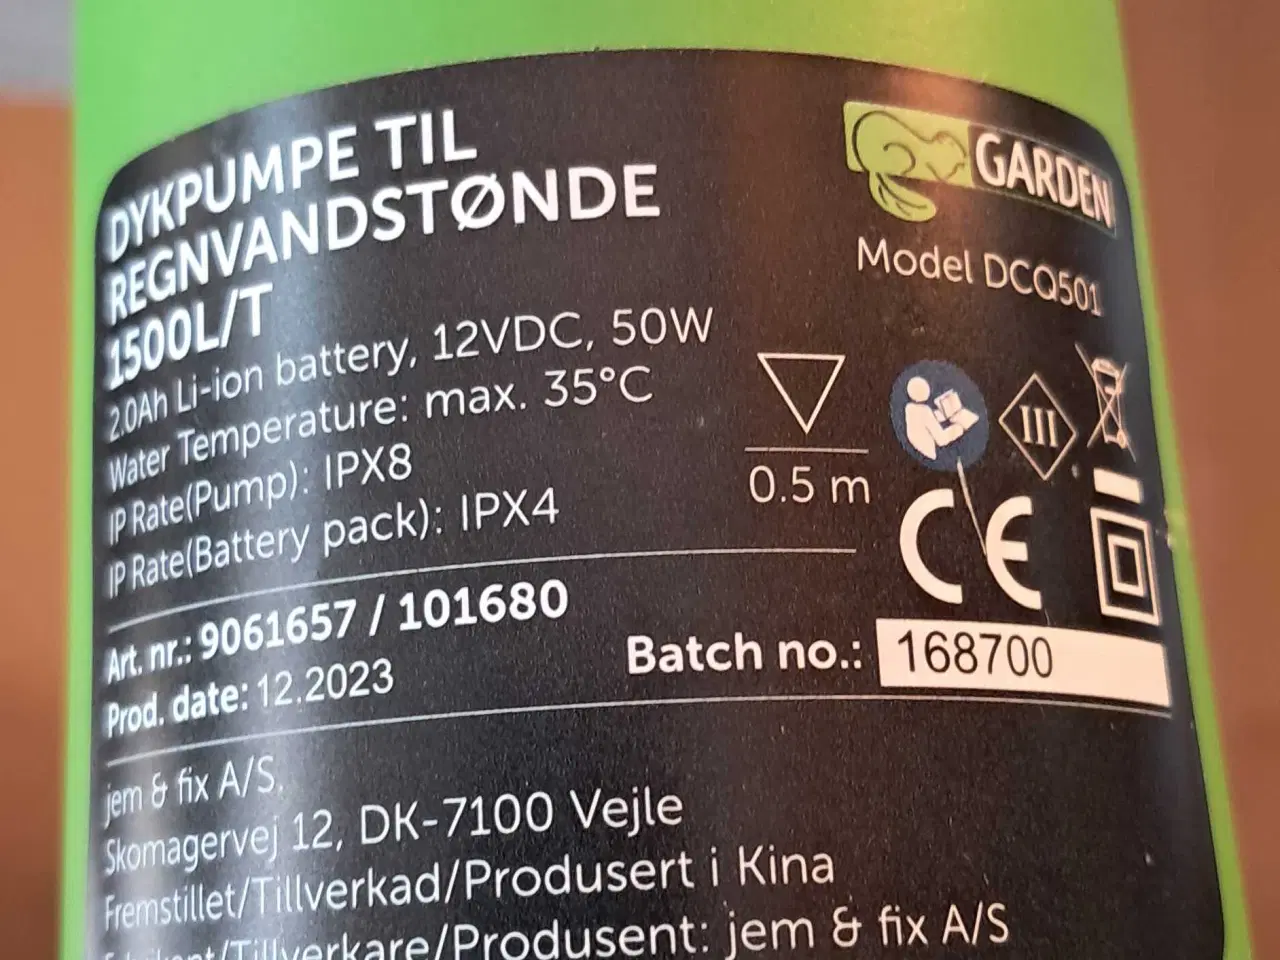 DYKPUMPE TIL
REGNVANDSTØNDE
1500L/T
2.0Ah Li-ion battery, 12VDC, 50W
Water Temperature: max. 35°C
IP Rate(Pump): IPX8
IP Rate(Battery pack): IPX4
GARDEN
Model DCQ501
III
0.5 m
CE
Art. nr.: 9061657 / 101680
Prod. date: 12.2023
Batch no.: 168700
jem & fix A/S,
Skomagervej 12, DK-7100 Vejle
Fremstillet/Tillverkad/Produsert i Kina
/Tillverkare/Produsent: jem & fix A/S